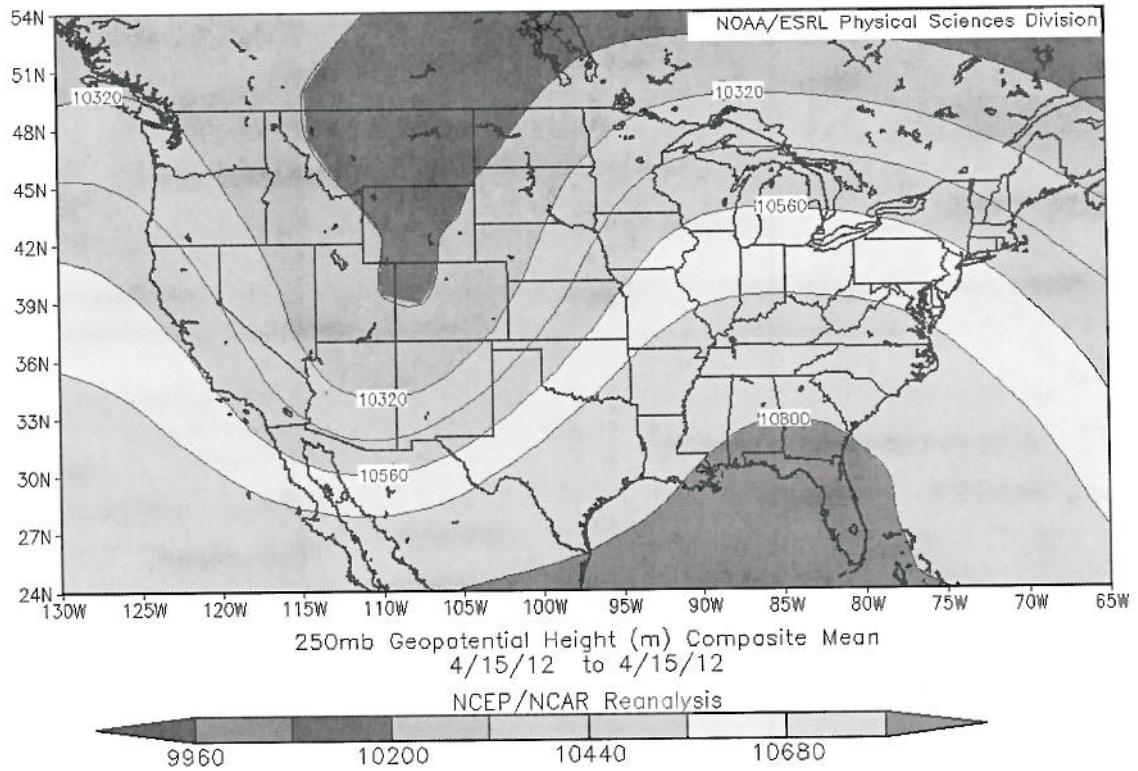 54N
NOAA/ESRL Physical Sciences Division
51N
10320
10320
48N
45N
10560
42N
39N
36N
10320
33N
10800
30N
10560
27N
24N
130W 125W 120W 115W 110W 105W 100W 95W 90W 85W 80W 75W 70W 65W
250mb Geopotential Height (m) Composite Mean
4/15/12 to 4/15/12
NCEP/NCAR Reanalysis
9960 10200 10440 10680